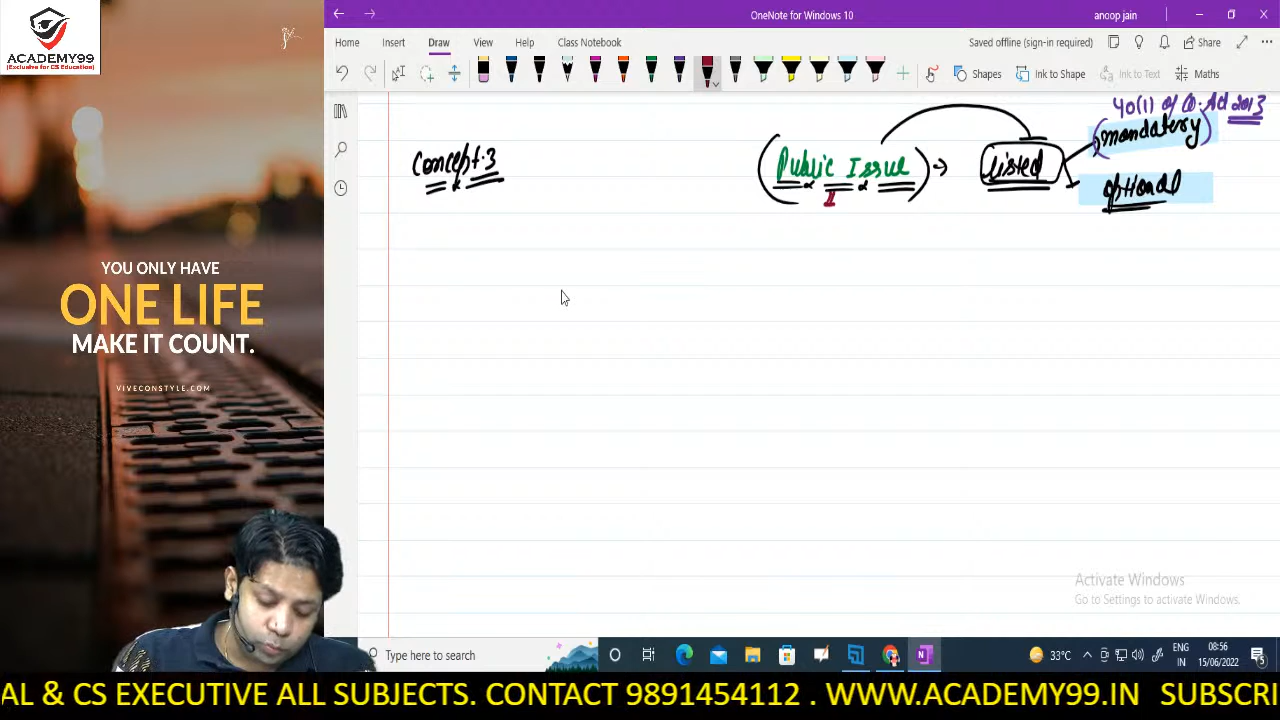 ACADEMY99
(Exclusive for CS Education)
YOU ONLY HAVE
ONE LIFE
MAKE IT COUNT.
VIVECONSTYLE.COM
OneNote for Windows 10
anoop jain
Home Insert Draw View Help Class Notebook
Saved offline (sign-in required)
Share
Shapes Ink to Shape Ink to Text Maths
40(1) of Co. Act 2013
Concept-3
(Public Issue) → Listed
(mandatory)
optional
I
Activate Windows
Go to Settings to activate Windows.
Type here to search
33°C
ENG
IN
08:56
15/06/2022
5
AL & CS EXECUTIVE ALL SUBJECTS. CONTACT 9891454112 . WWW.ACADEMY99.IN SUBSCRI